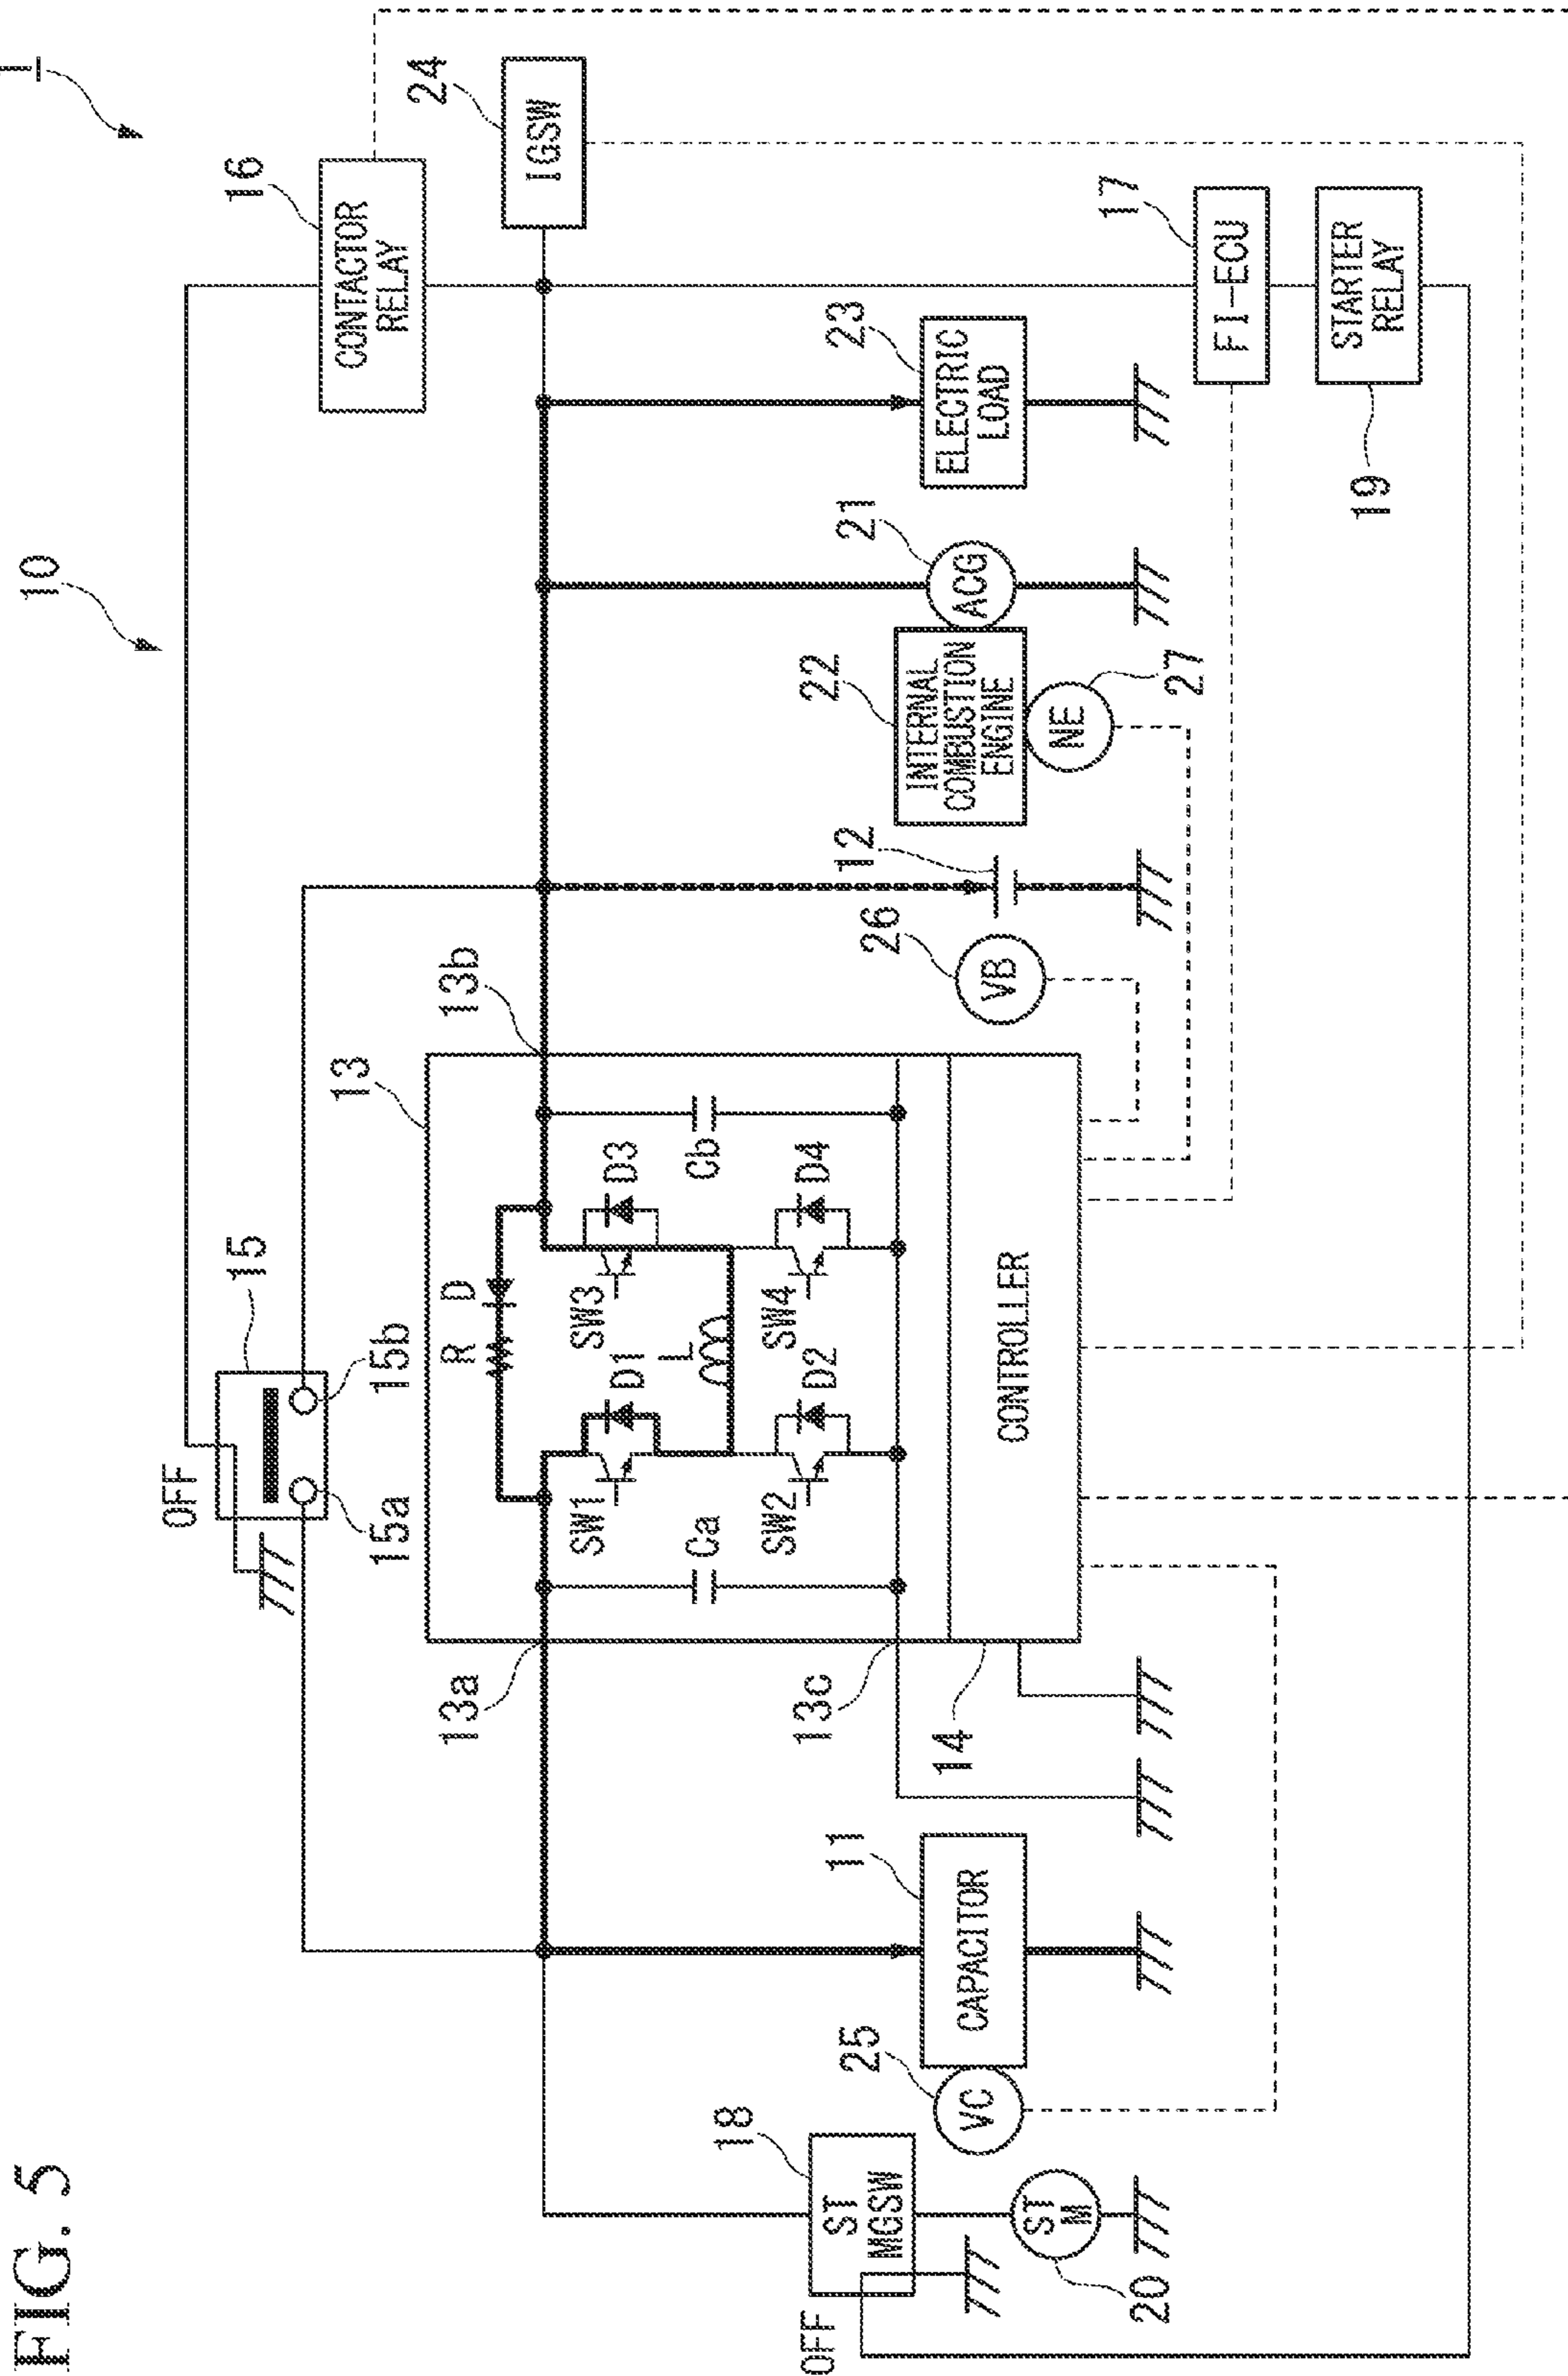 FIG. 5
1
10
OFF
15
15a
15b
16
CONTACTOR
RELAY
24
IGSW
13
13a
13b
13c
R
D
SW1
D1
L
SW3
D3
Ca
Cb
SW2
D2
SW4
D4
CONTROLLER
14
OFF
18
ST
MGSW
ST
M
20
25
VC
11
CAPACITOR
26
VB
12
22
INTERNAL
COMBUSTION
ENGINE
NE
27
21
ACG
23
ELECTRIC
LOAD
17
FI-ECU
STARTER
RELAY
19